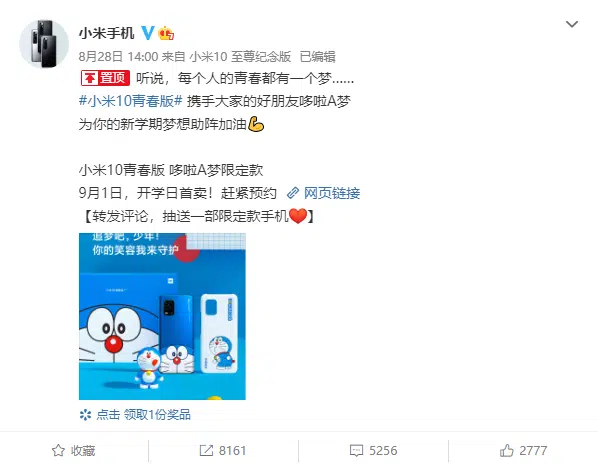 小米手机
8月28日 14:00 来自 小米10 至尊纪念版 已编辑
置顶 听说，每个人的青春都有一个梦......
#小米10青春版# 携手大家的好朋友哆啦A梦
为你的新学期梦想助阵加油💪
小米10青春版 哆啦A梦限定款
9月1日，开学日首卖！赶紧预约 网页链接
【转发评论，抽送一部限定款手机❤️】
追梦吧，少年！
你的笑容我来守护
点击 领取1份奖品
收藏 8161 5256 2777